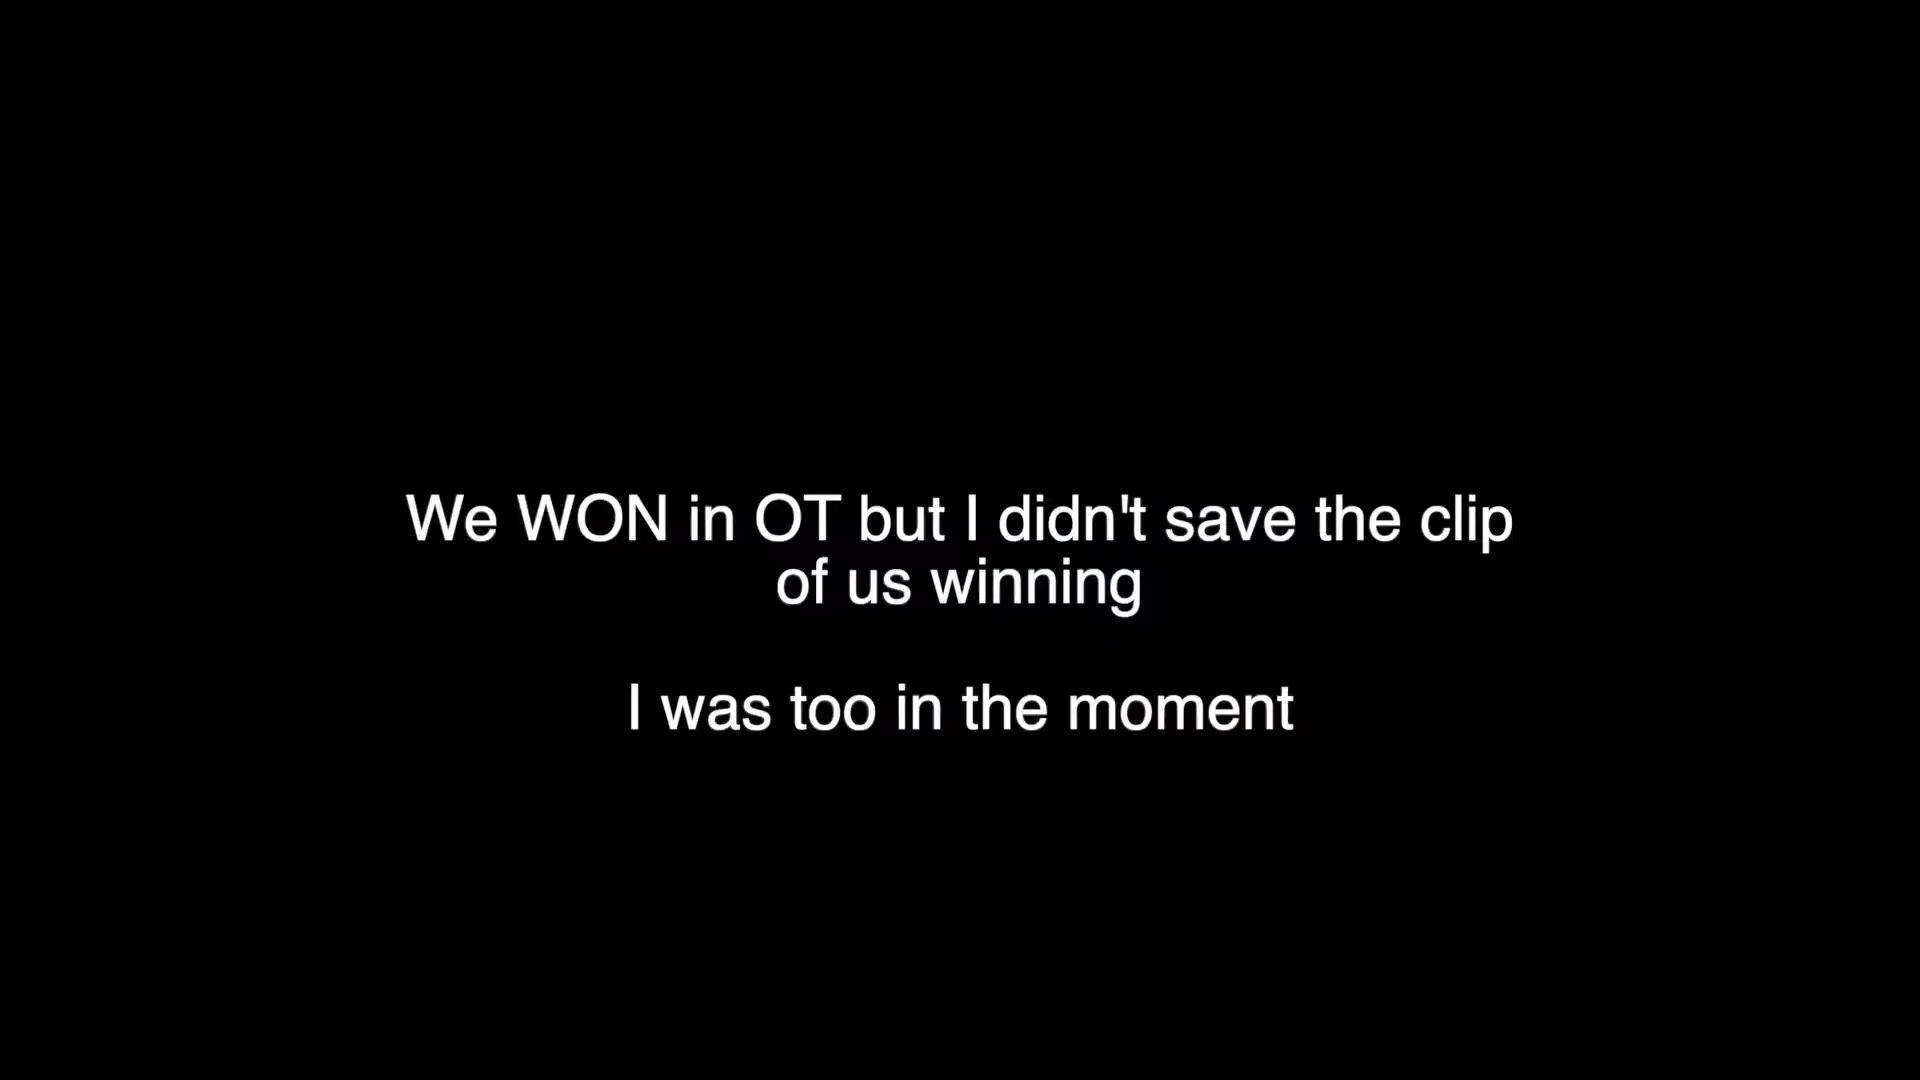 We WON in OT but I didn't save the clip
of us winning
I was too in the moment